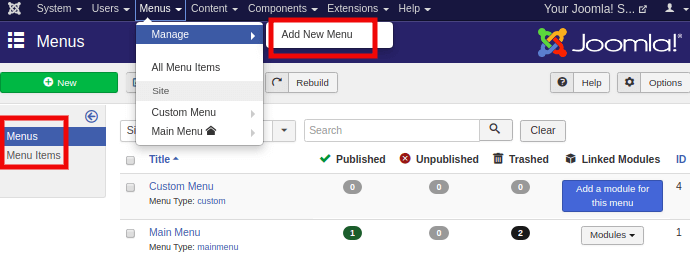 System Users Menus Content Components Extensions Help Your Joomla! S...
Menus
Manage
Add New Menu
Joomla!®
New
Rebuild
Help
Options
All Menu Items
Site
Custom Menu
Main Menu
Menus
Menu Items
Search
Clear
Title Published Unpublished Trashed Linked Modules ID
Custom Menu 0 0 0 Add a module for this menu 4
Menu Type: custom
Main Menu 1 0 2 Modules 1
Menu Type: mainmenu